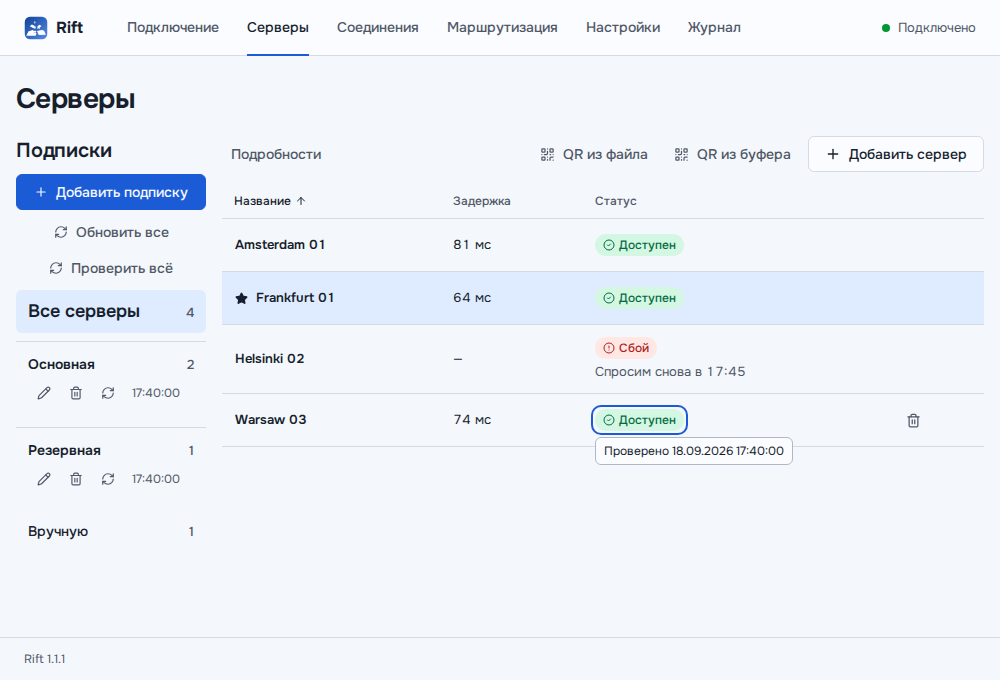 Rift
Подключение
Серверы
Соединения
Маршрутизация
Настройки
Журнал
Подключено
Серверы
Подписки
Добавить подписку
Обновить все
Проверить всё
Все серверы 4
Основная 2
17:40:00
Резервная 1
17:40:00
Вручную 1
Подробности
QR из файла
QR из буфера
Добавить сервер
Название Задержка Статус
Amsterdam 01 81 мс Доступен
Frankfurt 01 64 мс Доступен
Helsinki 02 – Сбой
Спросим снова в 17:45
Warsaw 03 74 мс Доступен
Проверено 18.09.2026 17:40:00
Rift 1.1.1